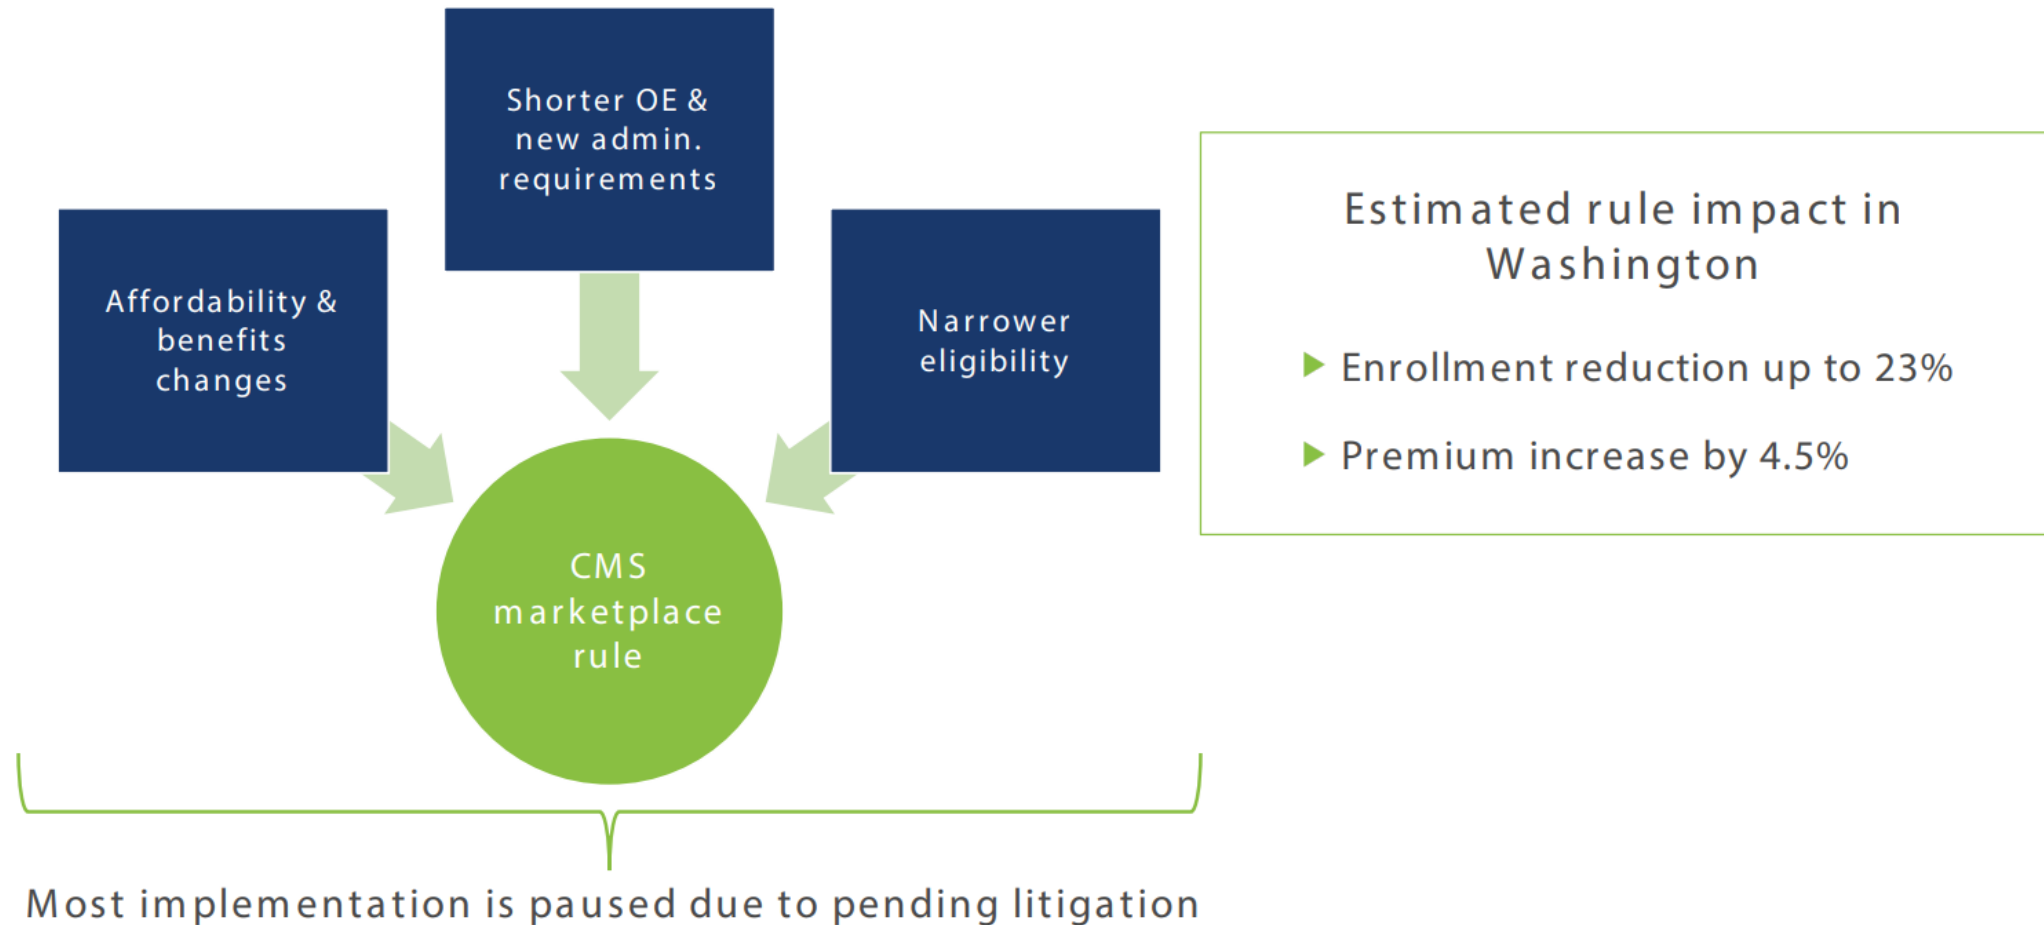 Shorter OE &
new admin.
requirements
Affordability &
benefits
changes
Narrower
eligibility
CMS
marketplace
rule
Most implementation is paused due to pending litigation
Estimated rule impact in
Washington
Enrollment reduction up to 23%
Premium increase by 4.5%